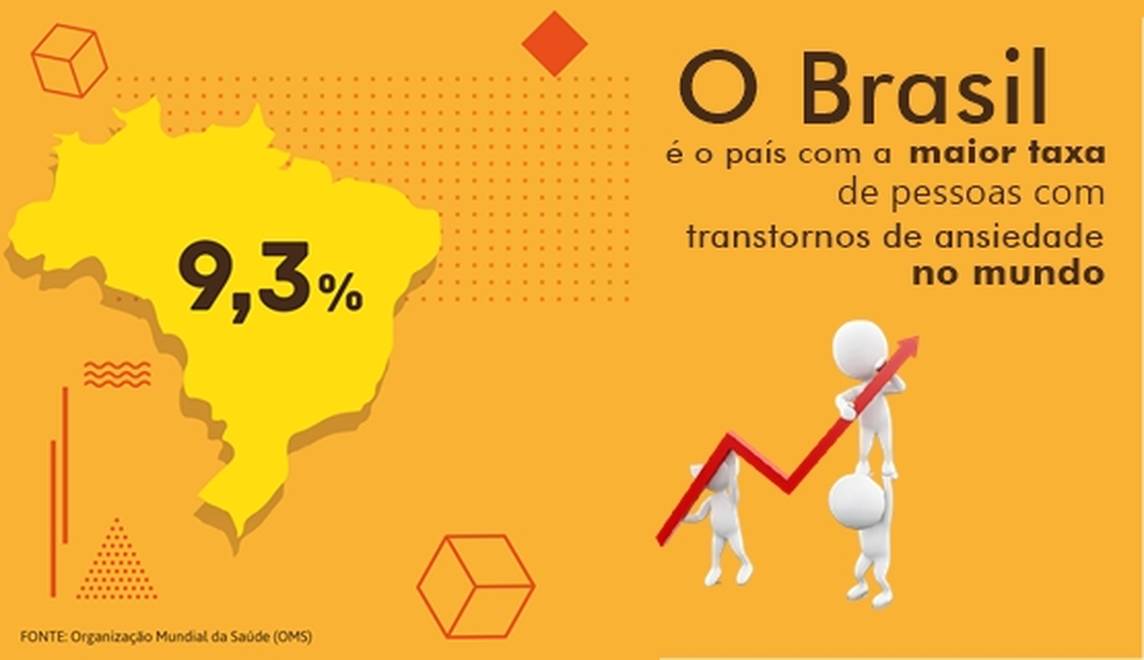 O Brasil
é o país com a maior taxa
de pessoas com
transtornos de ansiedade
no mundo
9,3%
FONTE: Organização Mundial da Saúde (OMS)